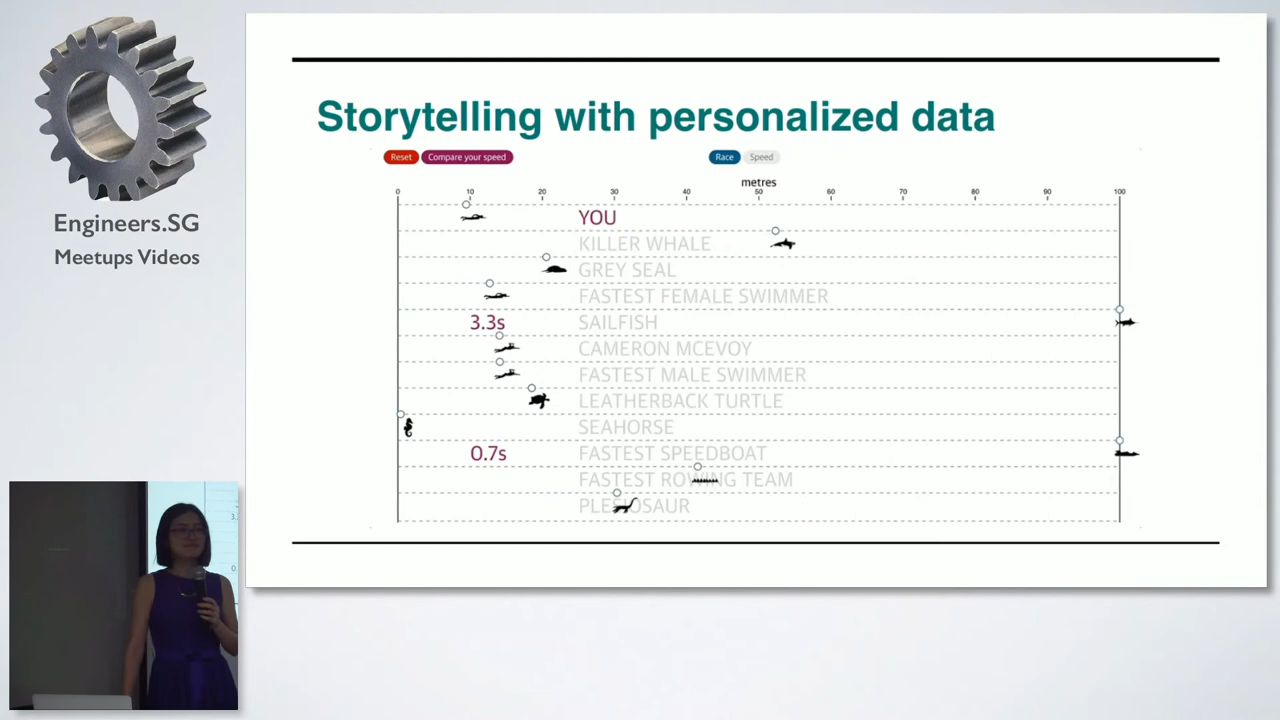 Engineers.SG
Meetups Videos
Storytelling with personalized data
Reset Compare your speed Race Speed
metres
0 10 20 30 40 50 60 70 80 90 100
YOU
KILLER WHALE
GREY SEAL
FASTEST FEMALE SWIMMER
3.3s SAILFISH
CAMERON MCEVOY
FASTEST MALE SWIMMER
LEATHERBACK TURTLE
SEAHORSE
0.7s FASTEST SPEEDBOAT
FASTEST ROWING TEAM
PLESIOSAUR